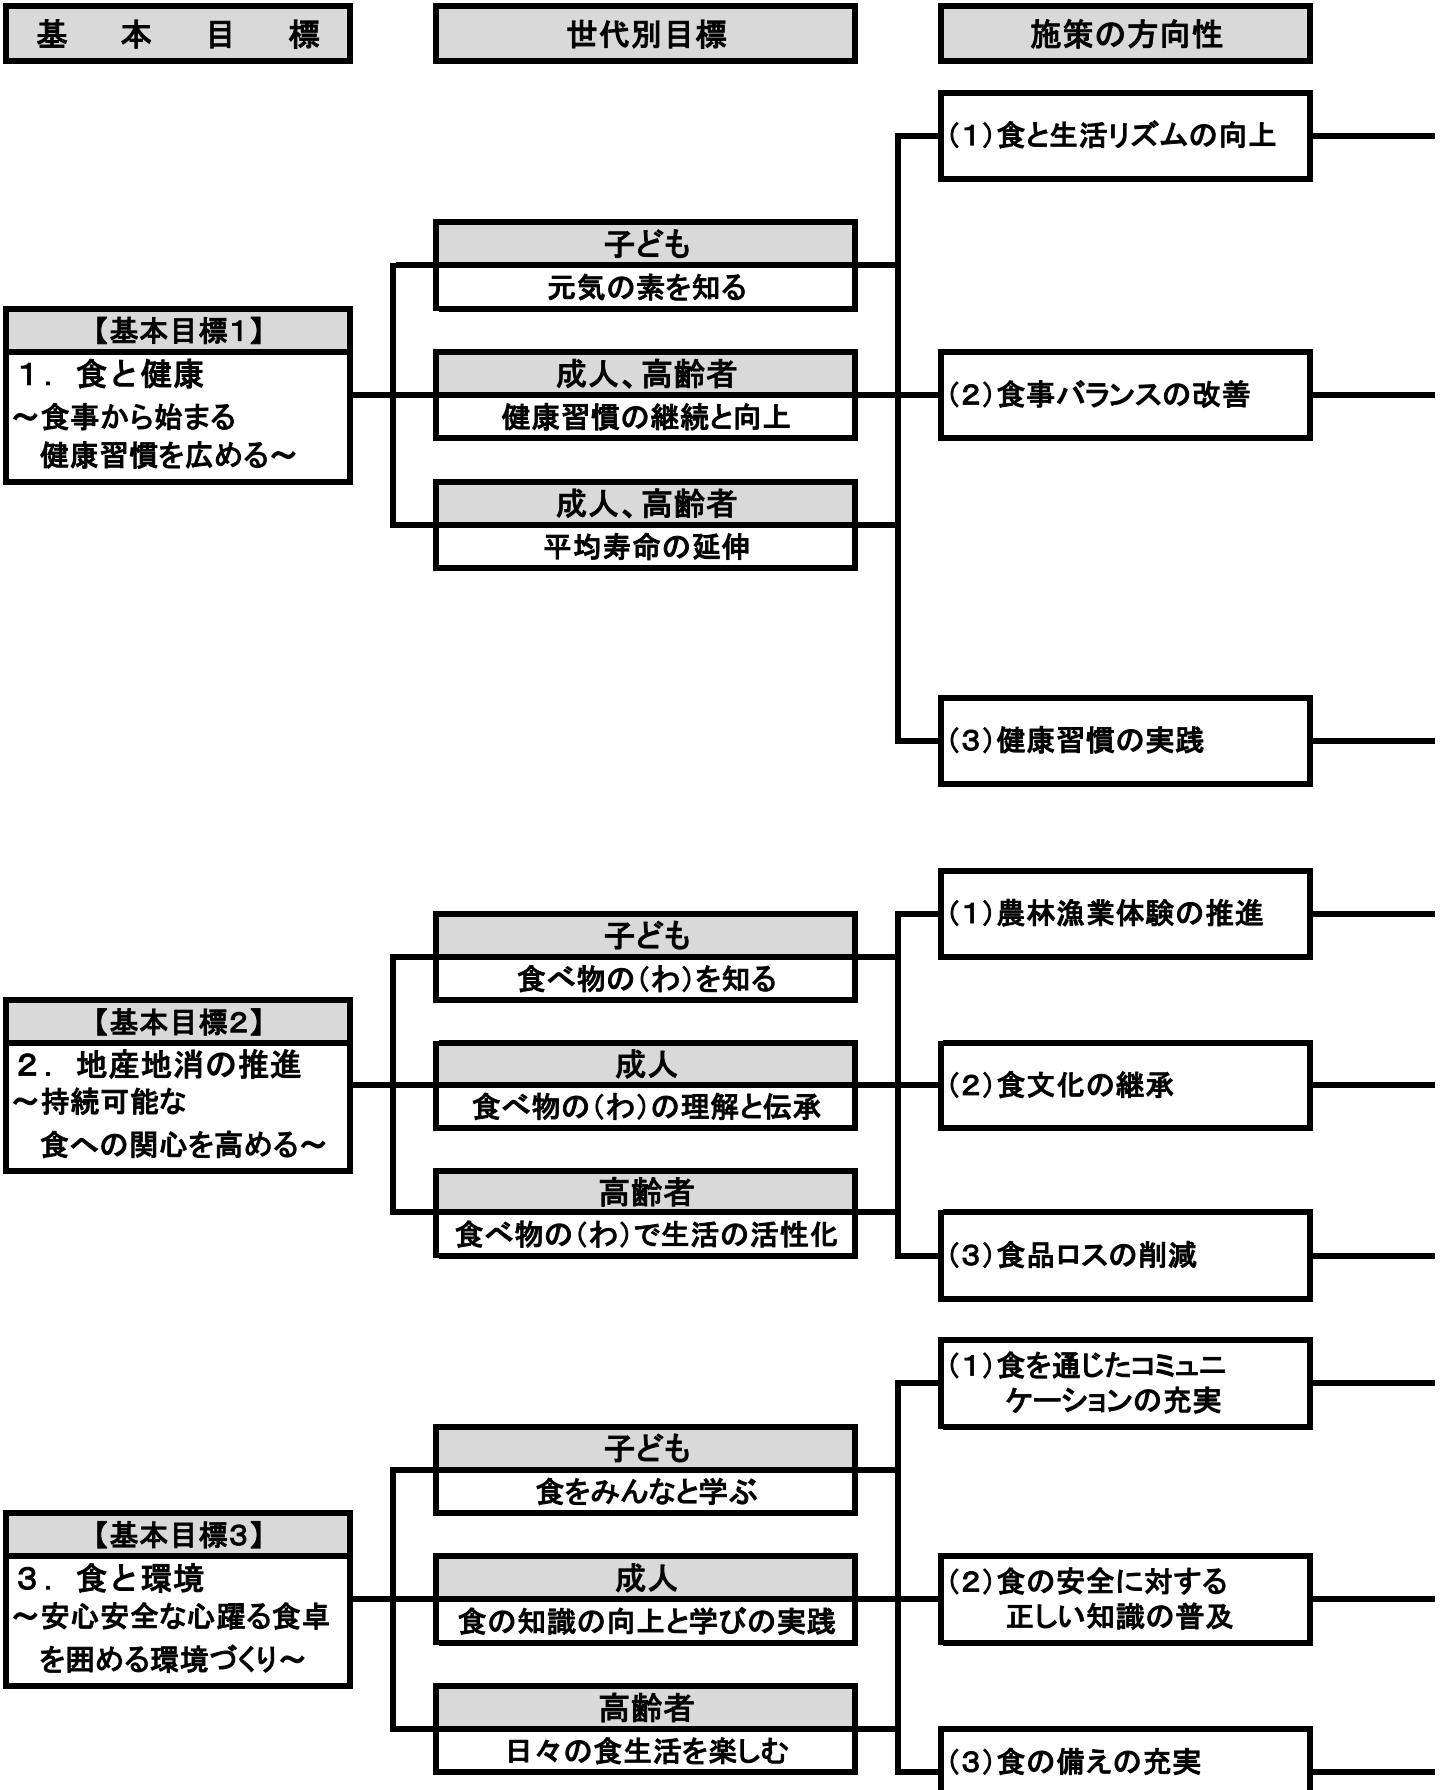 基本目標
世代別目標
施策の方向性
【基本目標1】
1．食と健康
～食事から始まる
健康習慣を広める～
子ども
元気の素を知る
成人、高齢者
健康習慣の継続と向上
成人、高齢者
平均寿命の延伸
(1)食と生活リズムの向上
(2)食事バランスの改善
(3)健康習慣の実践
【基本目標2】
2．地産地消の推進
～持続可能な
食への関心を高める～
子ども
食べ物の(わ)を知る
成人
食べ物の(わ)の理解と伝承
高齢者
食べ物の(わ)で生活の活性化
(1)農林漁業体験の推進
(2)食文化の継承
(3)食品ロスの削減
【基本目標3】
3．食と環境
～安心安全な心躍る食卓
を囲める環境づくり～
子ども
食をみんなと学ぶ
成人
食の知識の向上と学びの実践
高齢者
日々の食生活を楽しむ
(1)食を通じたコミュニ
ケーションの充実
(2)食の安全に対する
正しい知識の普及
(3)食の備えの充実